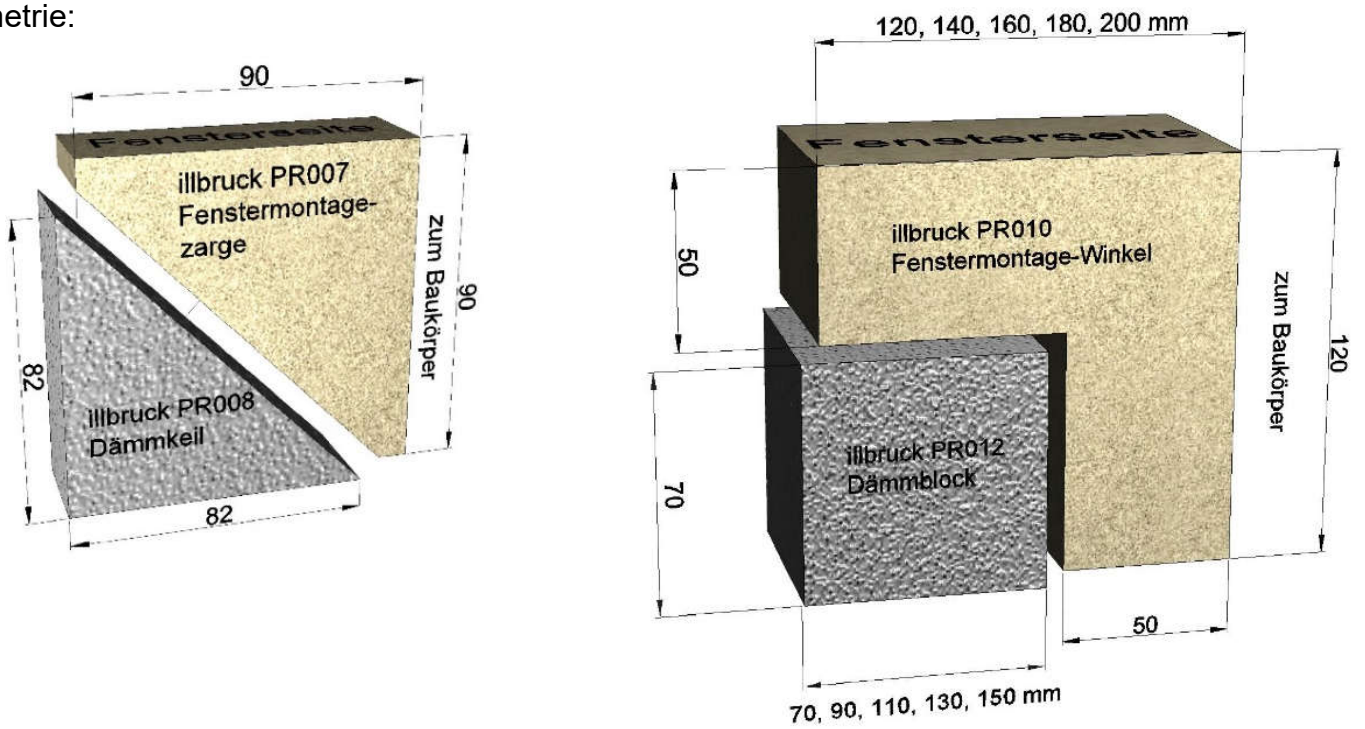 netrie:
90
Fensterseite
illbruck PR007
Fenstermontage-
zarge
zum Baukörper
90
82
illbruck PR008
Dämmkeil
82
120, 140, 160, 180, 200 mm
Fensterseite
50
illbruck PR010
Fenstermontage-Winkel
zum Baukörper
120
70
illbruck PR012
Dämmblock
50
70, 90, 110, 130, 150 mm